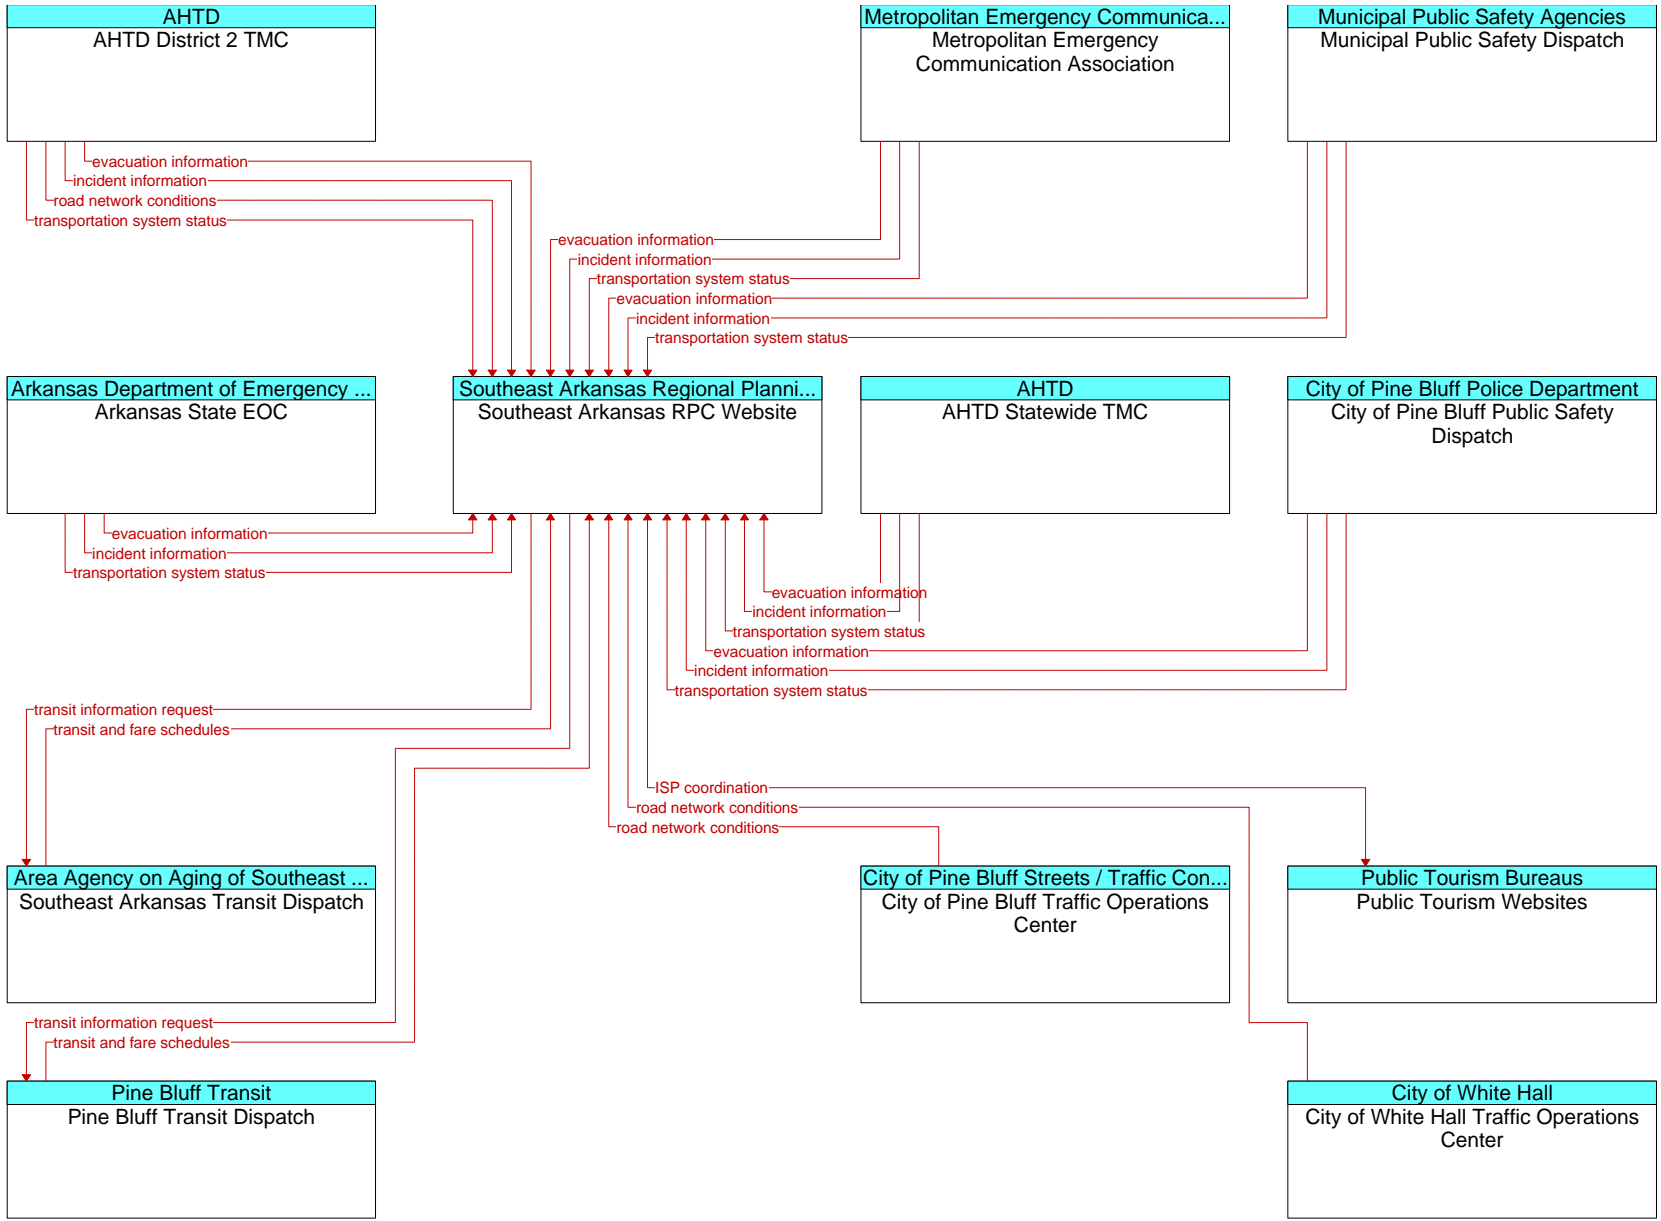 AHTD
AHTD District 2 TMC
Metropolitan Emergency Communica...
Metropolitan Emergency
Communication Association
Municipal Public Safety Agencies
Municipal Public Safety Dispatch
evacuation information
incident information
road network conditions
transportation system status
evacuation information
incident information
transportation system status
evacuation information
incident information
transportation system status
Arkansas Department of Emergency ...
Arkansas State EOC
Southeast Arkansas Regional Planni...
Southeast Arkansas RPC Website
AHTD
AHTD Statewide TMC
City of Pine Bluff Police Department
City of Pine Bluff Public Safety
Dispatch
evacuation information
incident information
transportation system status
evacuation information
incident information
transportation system status
evacuation information
incident information
transportation system status
transit information request
transit and fare schedules
ISP coordination
road network conditions
road network conditions
Area Agency on Aging of Southeast ...
Southeast Arkansas Transit Dispatch
City of Pine Bluff Streets / Traffic Con...
City of Pine Bluff Traffic Operations
Center
Public Tourism Bureaus
Public Tourism Websites
transit information request
transit and fare schedules
Pine Bluff Transit
Pine Bluff Transit Dispatch
City of White Hall
City of White Hall Traffic Operations
Center